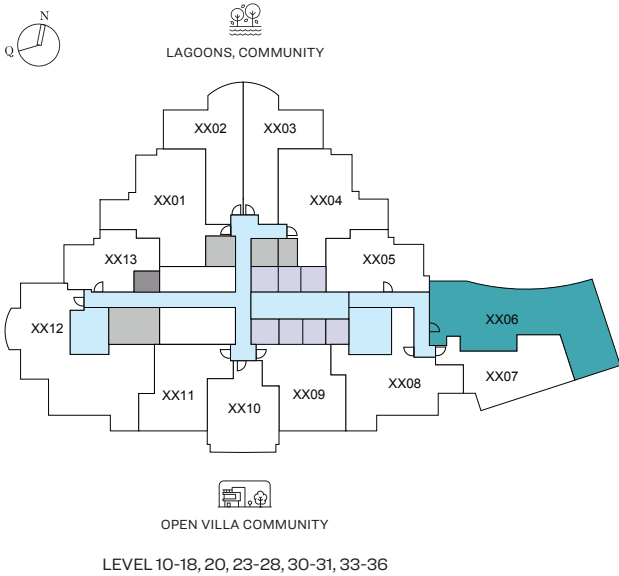 N
Q
LAGOONS, COMMUNITY
XX02
XX03
XX01
XX04
XX13
XX05
XX06
XX12
XX07
XX08
XX11
XX09
XX10
OPEN VILLA COMMUNITY
LEVEL 10-18, 20, 23-28, 30-31, 33-36